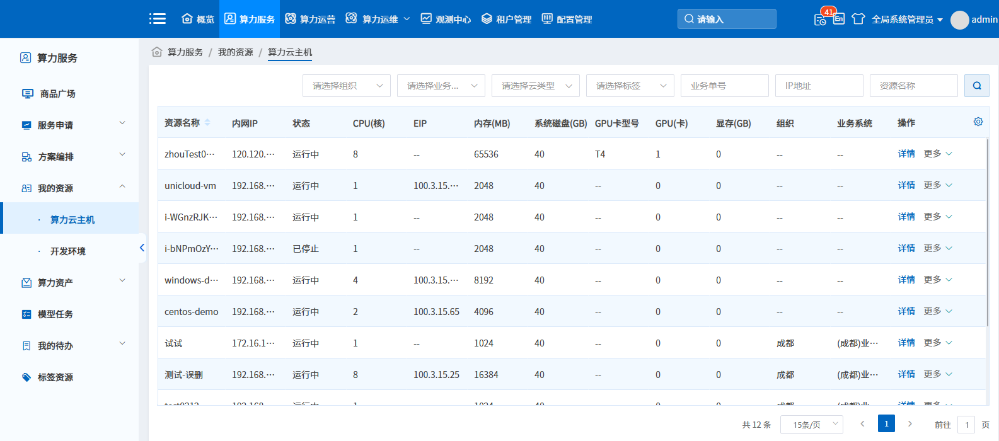 概览 算力服务 算力运营 算力运维 观测中心 租户管理 配置管理 请输入 41 En 全局系统管理员 admin
算力服务
商品广场
服务申请
方案编排
我的资源
· 算力云主机
· 开发环境
算力资产
模型任务
我的待办
标签资源
算力服务 / 我的资源 / 算力云主机
请选择组织 请选择业务... 请选择云类型 请选择标签 业务单号 IP地址 资源名称
资源名称 内网IP 状态 CPU(核) EIP 内存(MB) 系统磁盘(GB) GPU卡型号 GPU(卡) 显存(GB) 组织 业务系统 操作
zhouTest0··· 120.120.··· 运行中 8 -- 65536 40 T4 1 0 -- -- 详情 更多
unicloud-vm 192.168.··· 运行中 1 100.3.15.··· 2048 40 -- 0 0 -- -- 详情 更多
i-WGnzRJK··· 192.168.··· 运行中 1 -- 2048 40 -- 0 0 -- -- 详情 更多
i-bNPmOzY··· 192.168.··· 已停止 1 -- 2048 40 -- 0 0 -- -- 详情 更多
windows-d··· 192.168.··· 运行中 4 100.3.15.··· 8192 40 -- 0 0 -- -- 详情 更多
centos-demo 192.168.··· 运行中 2 100.3.15.65 4096 40 -- 0 0 -- -- 详情 更多
试试 172.16.1··· 运行中 1 -- 1024 40 -- 0 0 成都 (成都)业··· 详情 更多
测试-误删 192.168.··· 运行中 8 100.3.15.25 16384 40 -- 0 0 成都 (成都)业··· 详情 更多
共 12 条 15条/页 1 前往 1 页